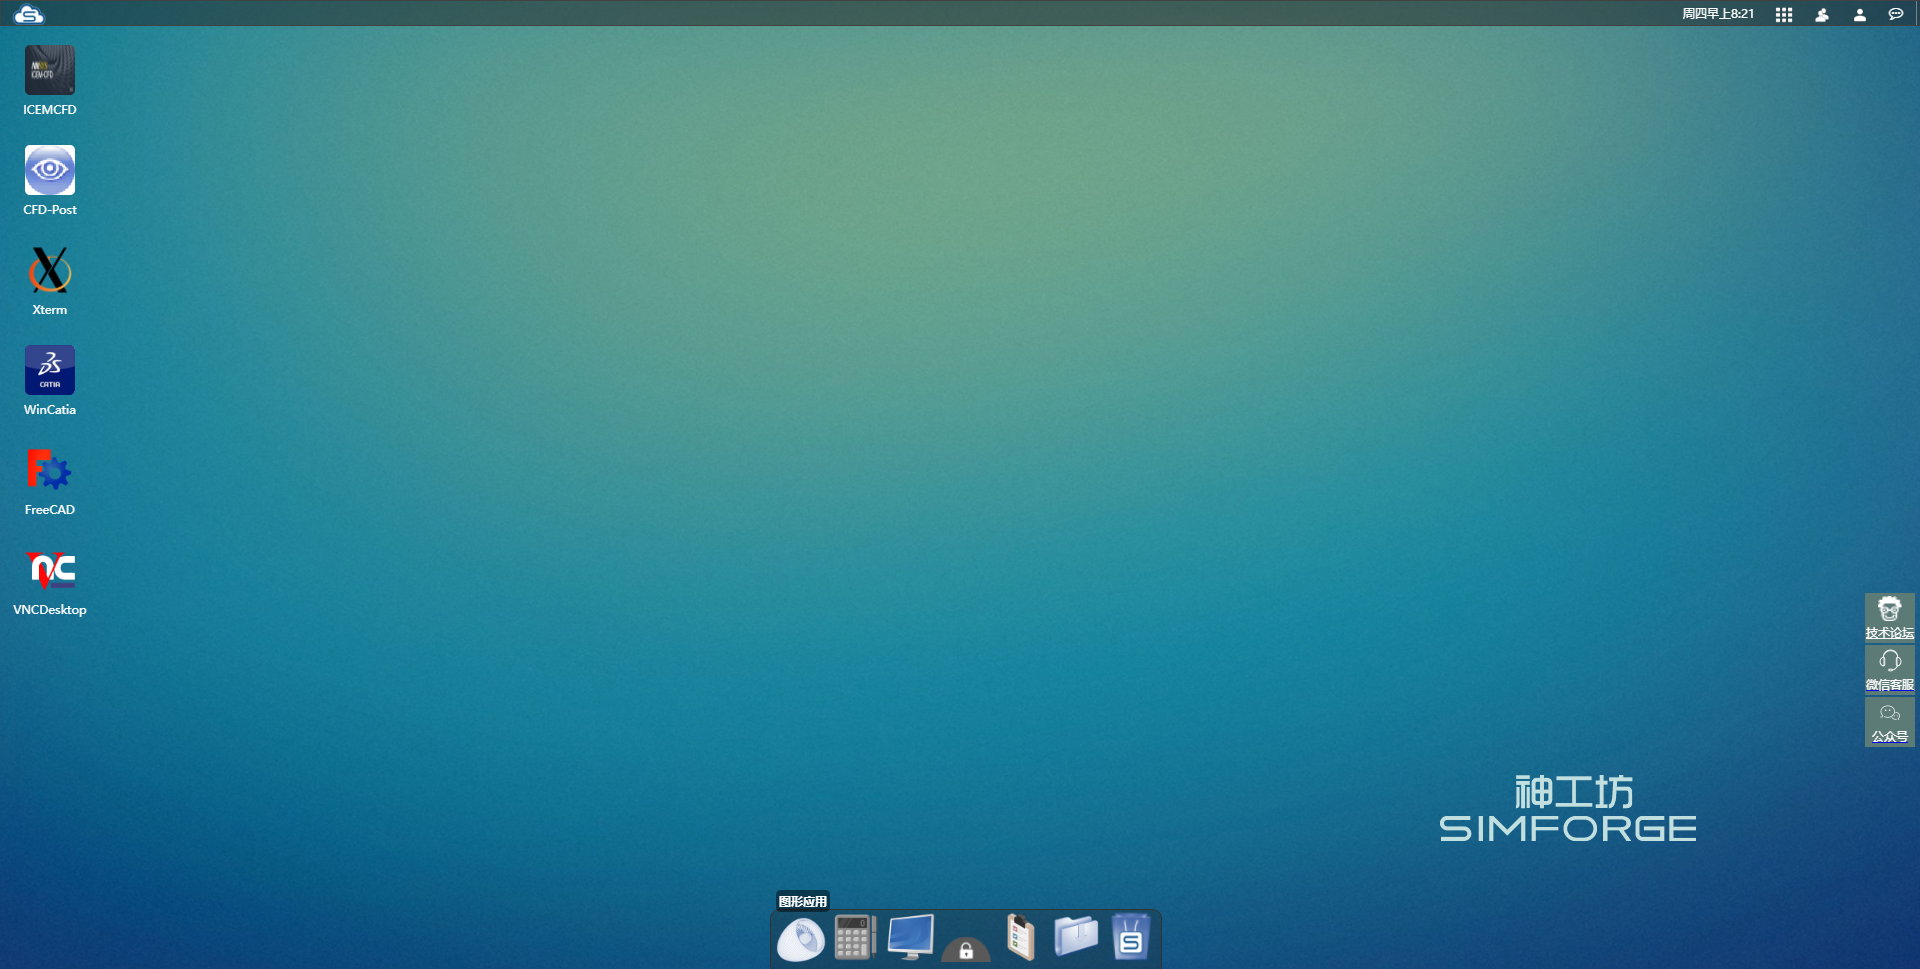 周四早上8:21
ICEMCFD
CFD-Post
Xterm
CATIA
WinCatia
FreeCAD
VNCDesktop
技术论坛
微信客服
公众号
神工坊
SIMFORGE
图形应用